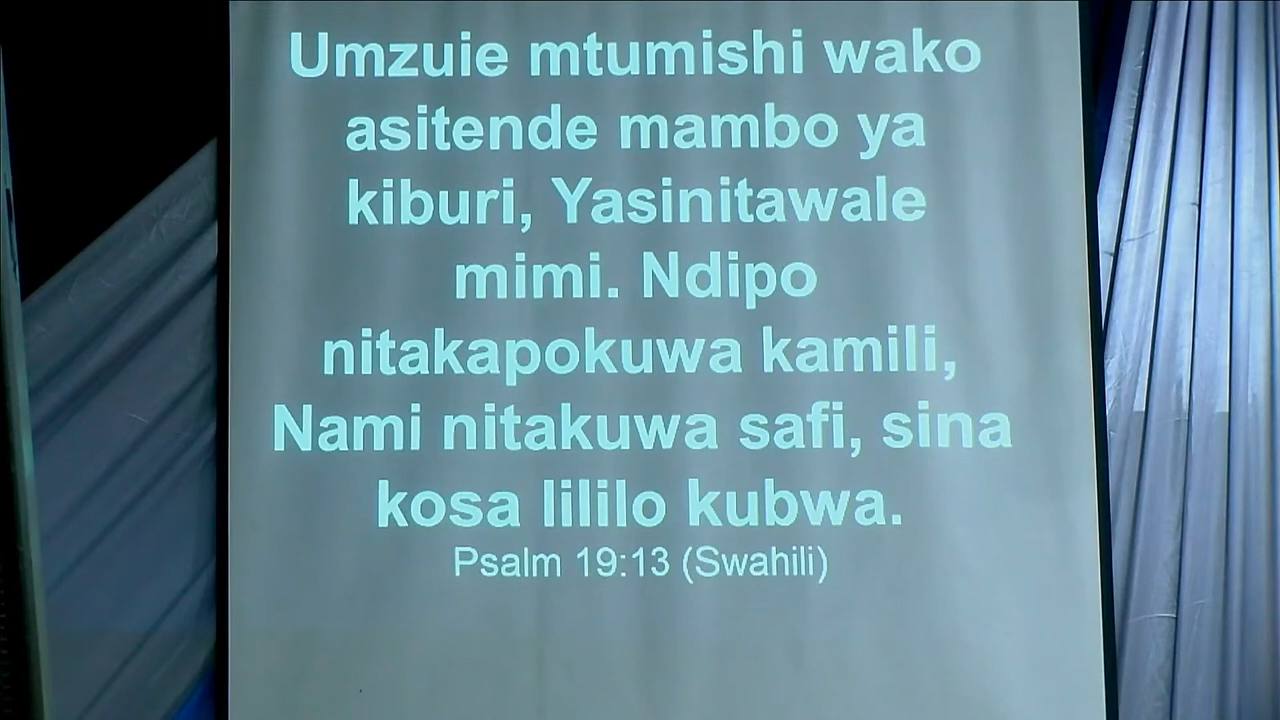 Umzuie mtumishi wako
asitende mambo ya
kiburi, Yasinitawale
mimi. Ndipo
nitakapokuwa kamili,
Nami nitakuwa safi, sina
kosa lililo kubwa.
Psalm 19:13 (Swahili)